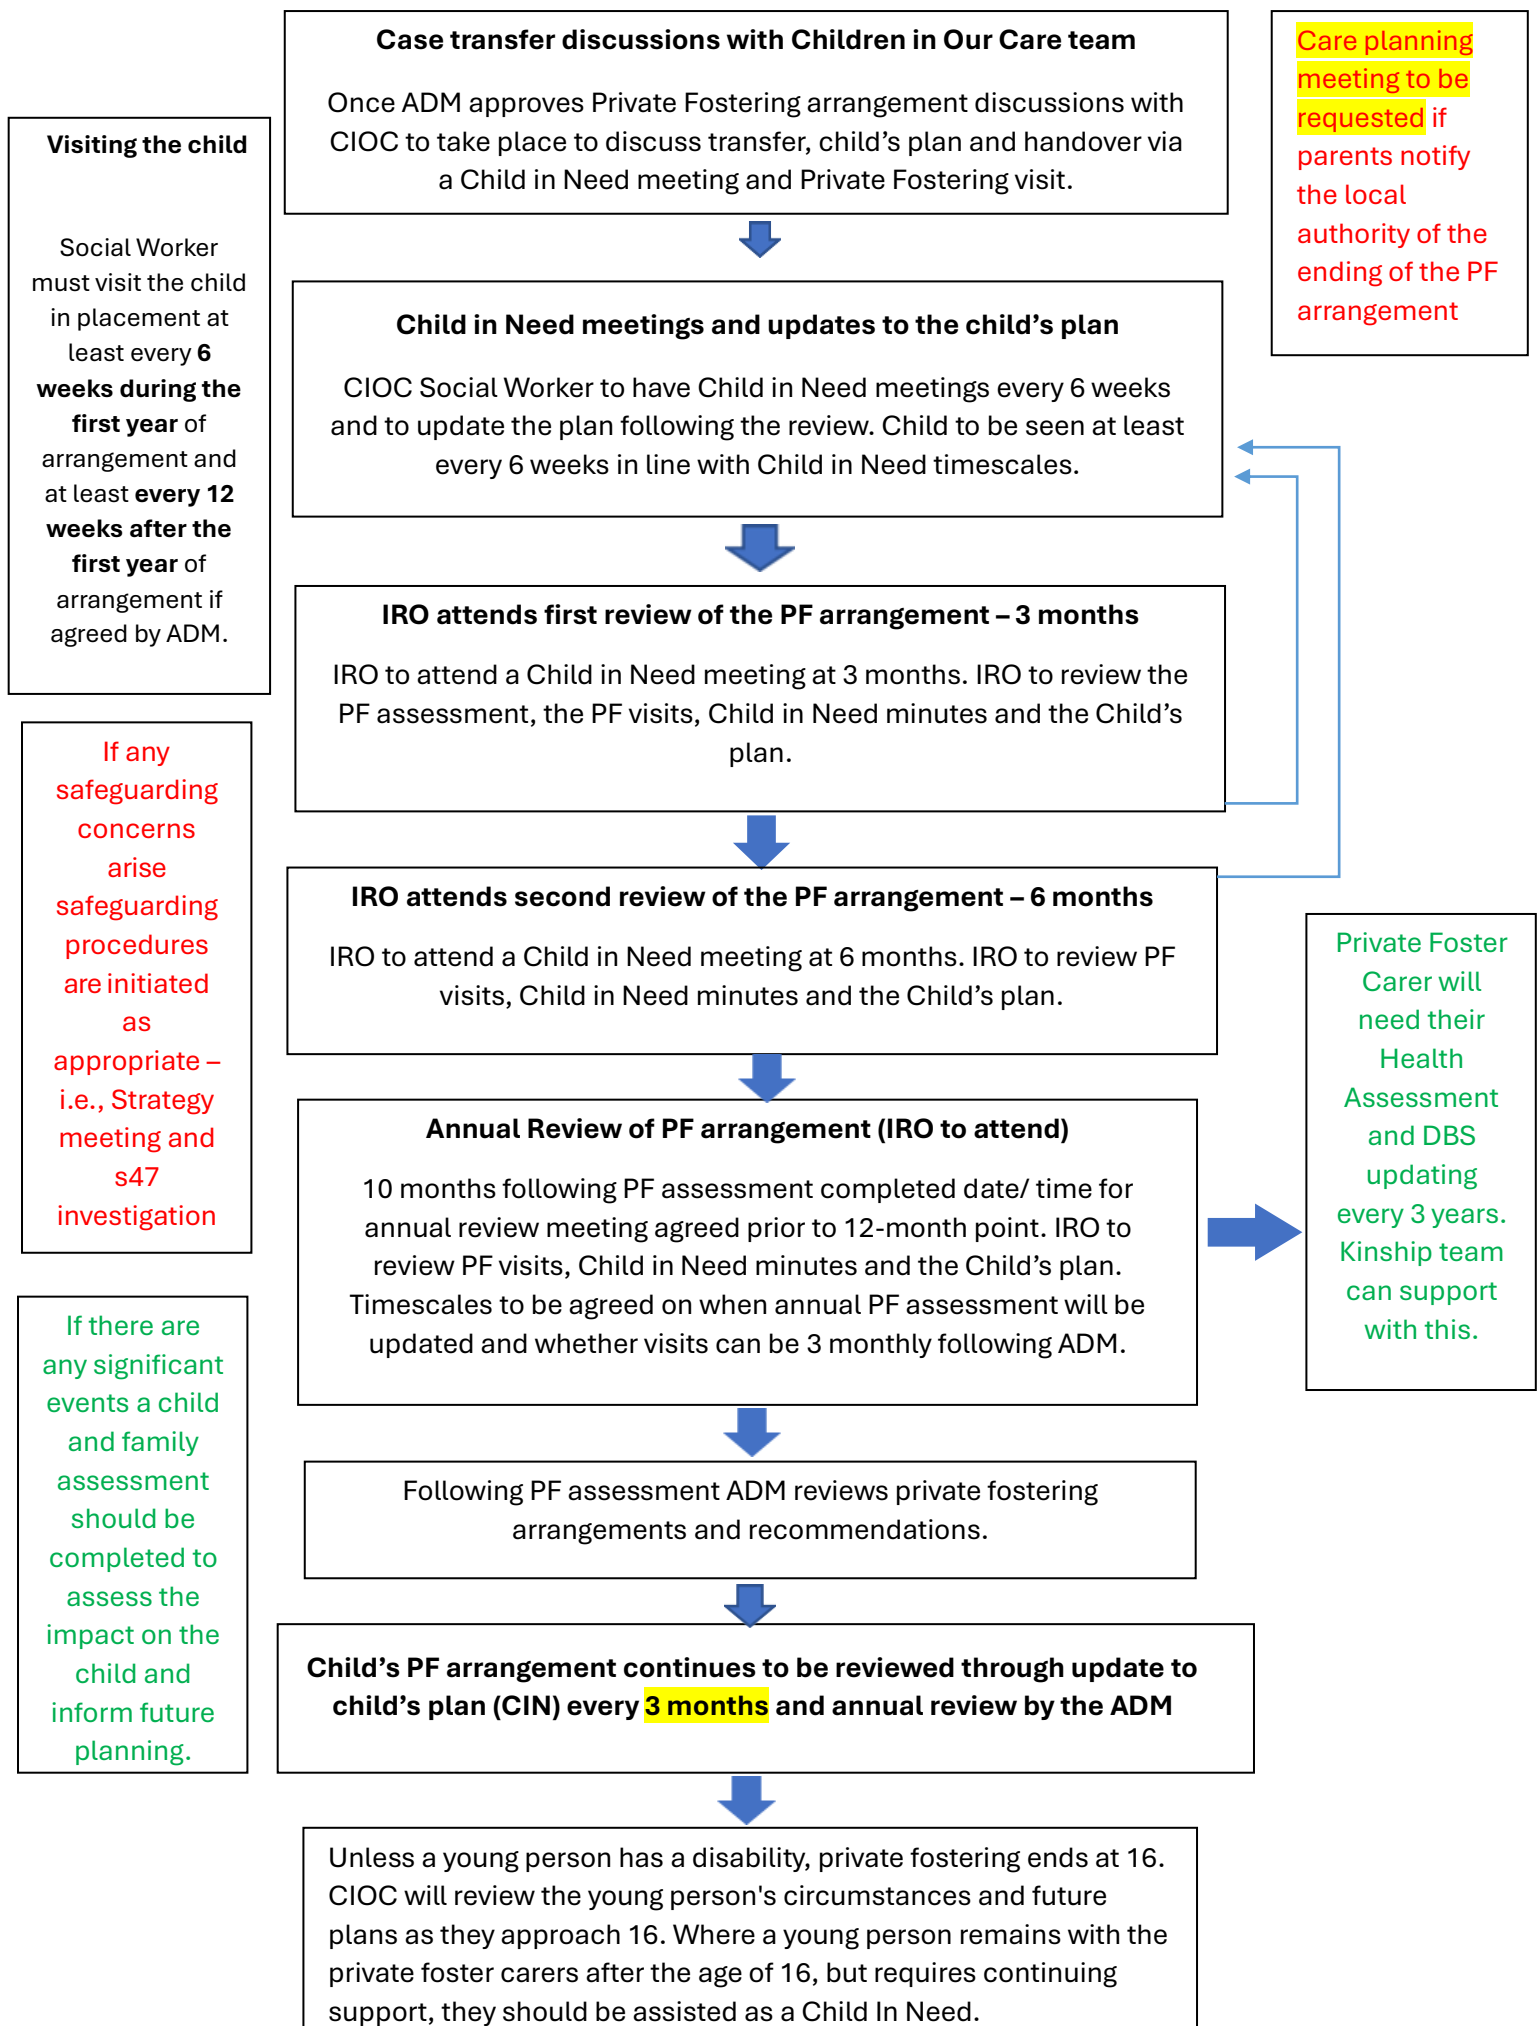 Case transfer discussions with Children in Our Care team
Once ADM approves Private Fostering arrangement discussions with
CIOC to take place to discuss transfer, child’s plan and handover via
a Child in Need meeting and Private Fostering visit.
Care planning
meeting to be
requested if
parents notify
the local
authority of the
ending of the PF
arrangement
Visiting the child
Social Worker
must visit the child
in placement at
least every 6
weeks during the
first year of
arrangement and
at least every 12
weeks after the
first year of
arrangement if
agreed by ADM.
Child in Need meetings and updates to the child’s plan
CIOC Social Worker to have Child in Need meetings every 6 weeks
and to update the plan following the review. Child to be seen at least
every 6 weeks in line with Child in Need timescales.
IRO attends first review of the PF arrangement – 3 months
IRO to attend a Child in Need meeting at 3 months. IRO to review the
PF assessment, the PF visits, Child in Need minutes and the Child’s
plan.
If any
safeguarding
concerns
arise
safeguarding
procedures
are initiated
as
appropriate –
i.e., Strategy
meeting and
s47
investigation
IRO attends second review of the PF arrangement – 6 months
IRO to attend a Child in Need meeting at 6 months. IRO to review PF
visits, Child in Need minutes and the Child’s plan.
Private Foster
Carer will
need their
Health
Assessment
and DBS
updating
every 3 years.
Kinship team
can support
with this.
Annual Review of PF arrangement (IRO to attend)
10 months following PF assessment completed date/ time for
annual review meeting agreed prior to 12-month point. IRO to
review PF visits, Child in Need minutes and the Child’s plan.
Timescales to be agreed on when annual PF assessment will be
updated and whether visits can be 3 monthly following ADM.
If there are
any significant
events a child
and family
assessment
should be
completed to
assess the
impact on the
child and
inform future
planning.
Following PF assessment ADM reviews private fostering
arrangements and recommendations.
Child’s PF arrangement continues to be reviewed through update to
child’s plan (CIN) every 3 months and annual review by the ADM
Unless a young person has a disability, private fostering ends at 16.
CIOC will review the young person's circumstances and future
plans as they approach 16. Where a young person remains with the
private foster carers after the age of 16, but requires continuing
support, they should be assisted as a Child In Need.